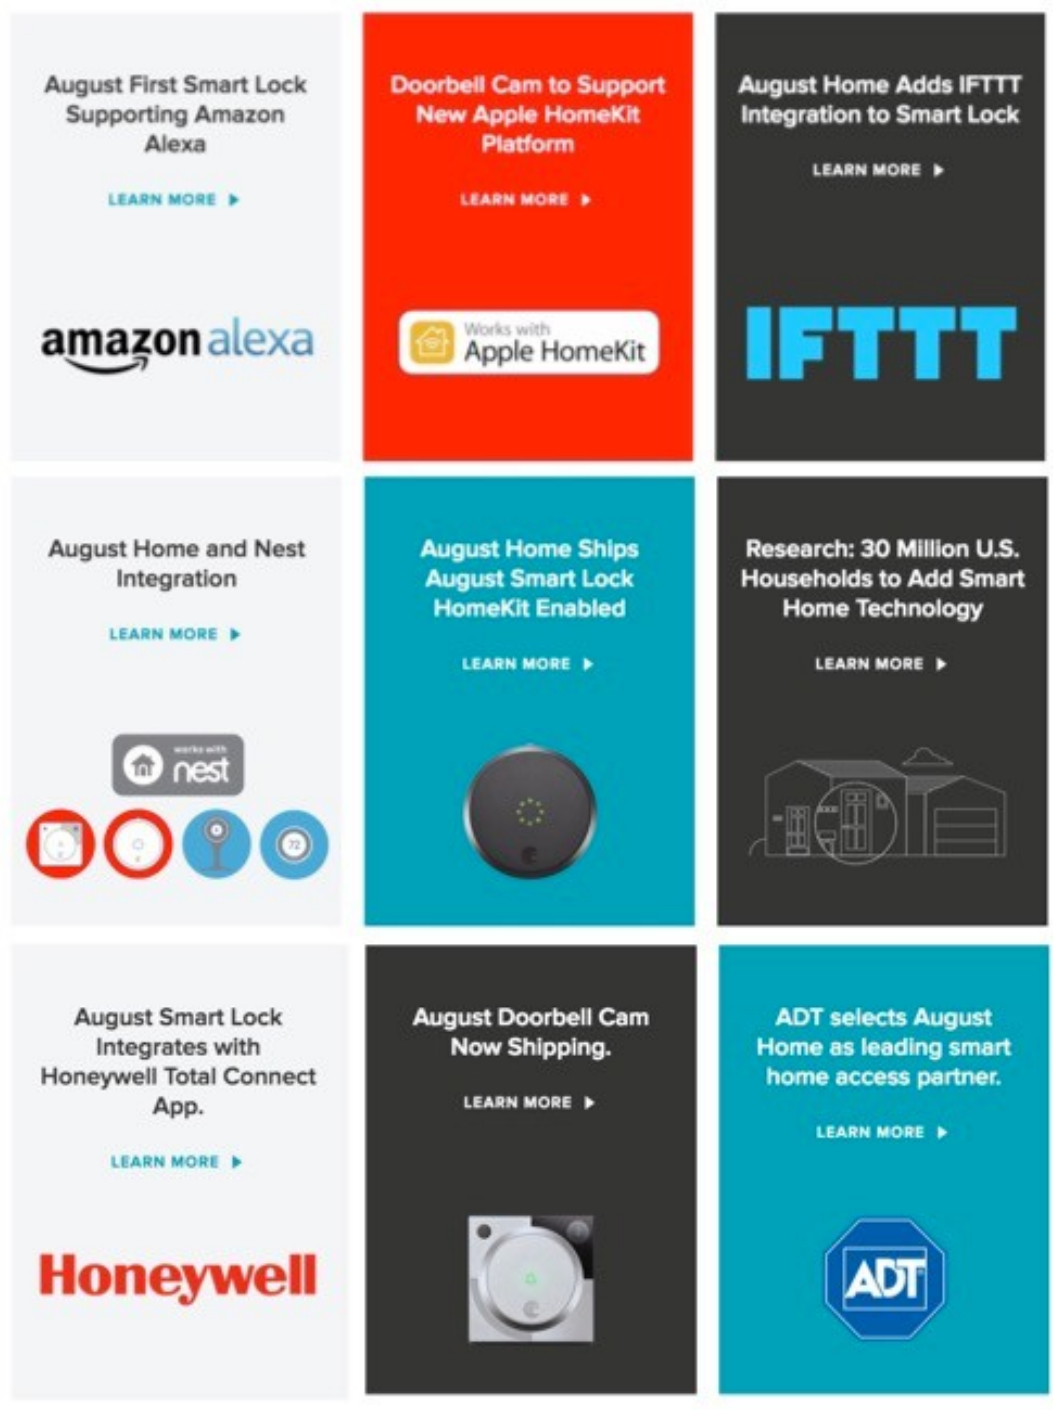 August First Smart Lock
Supporting Amazon
Alexa
LEARN MORE
amazon alexa
Doorbell Cam to Support
New Apple HomeKit
Platform
LEARN MORE
Works with
Apple HomeKit
August Home Adds IFTTT
Integration to Smart Lock
LEARN MORE
IFTTT
August Home and Nest
Integration
LEARN MORE
works with
nest
72
August Home Ships
August Smart Lock
HomeKit Enabled
LEARN MORE
Research: 30 Million U.S.
Households to Add Smart
Home Technology
LEARN MORE
August Smart Lock
Integrates with
Honeywell Total Connect
App.
LEARN MORE
Honeywell
August Doorbell Cam
Now Shipping.
LEARN MORE
ADT selects August
Home as leading smart
home access partner.
LEARN MORE
ADT